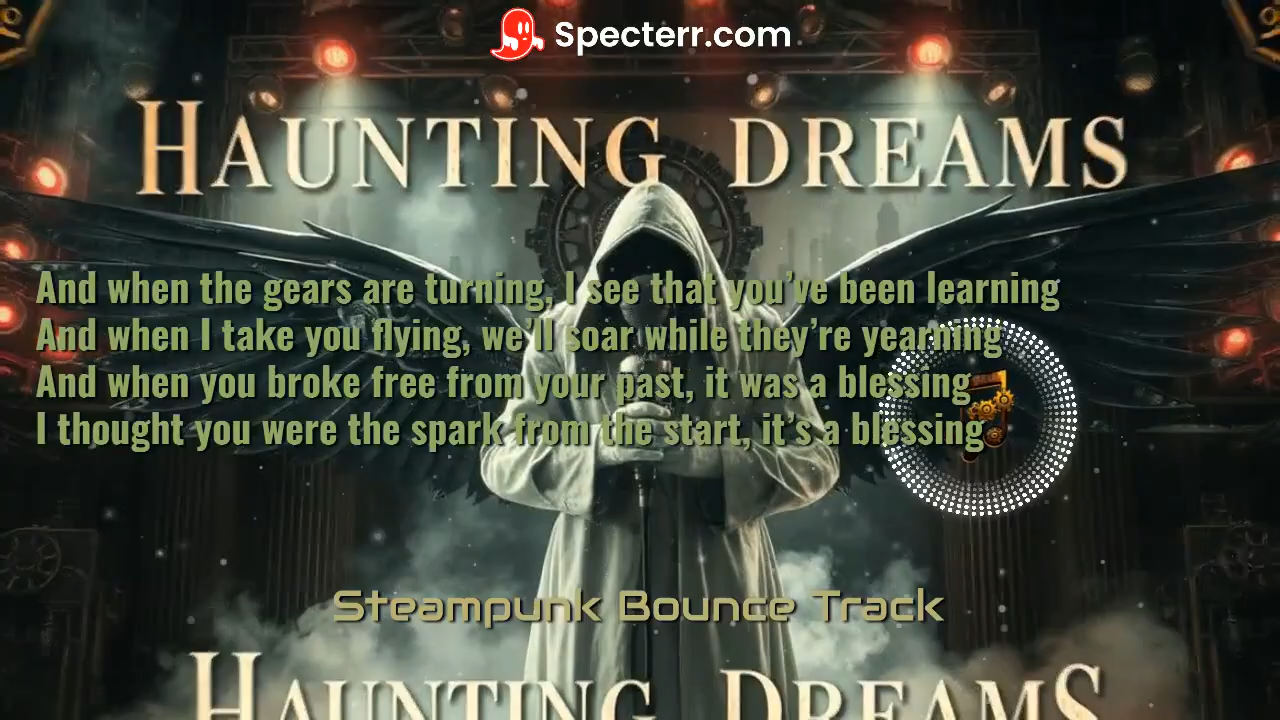 Specterr.com
HAUNTING DREAMS
And when the gears are turning, I see that you’ve been learning
And when I take you flying, we’ll soar while they’re yearning
And when you broke free from your past, it was a blessing
I thought you were the spark from the start, it’s a blessing
Steampunk Bounce Track
HAUNTING DREAMS